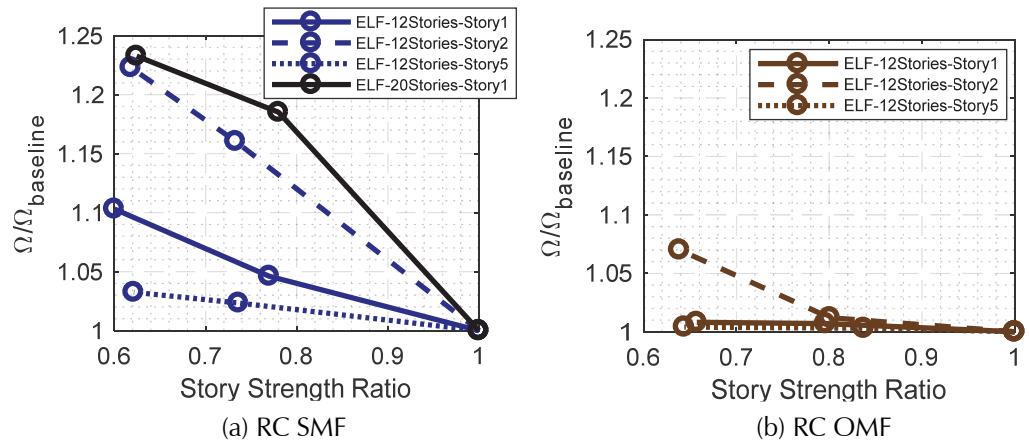 ELF-12Stories-Story1
ELF-12Stories-Story2
ELF-12Stories-Story5
ELF-20Stories-Story1
1.25
1.2
1.15
1.1
1.05
1
Ω/Ωbaseline
0.6 0.7 0.8 0.9 1
Story Strength Ratio
(a) RC SMF
ELF-12Stories-Story1
ELF-12Stories-Story2
ELF-12Stories-Story5
1.25
1.2
1.15
1.1
1.05
1
Ω/Ωbaseline
0.6 0.7 0.8 0.9 1
Story Strength Ratio
(b) RC OMF